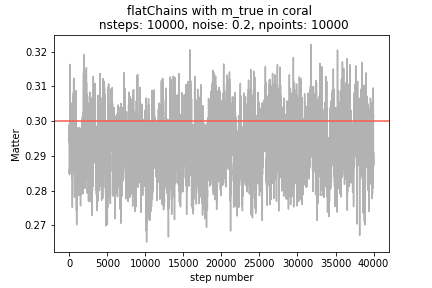 flatChains with m_true in coral
nsteps: 10000, noise: 0.2, npoints: 10000
0.32
0.31
0.30
0.29
0.28
0.27
Matter
0 5000 10000 15000 20000 25000 30000 35000 40000
step number